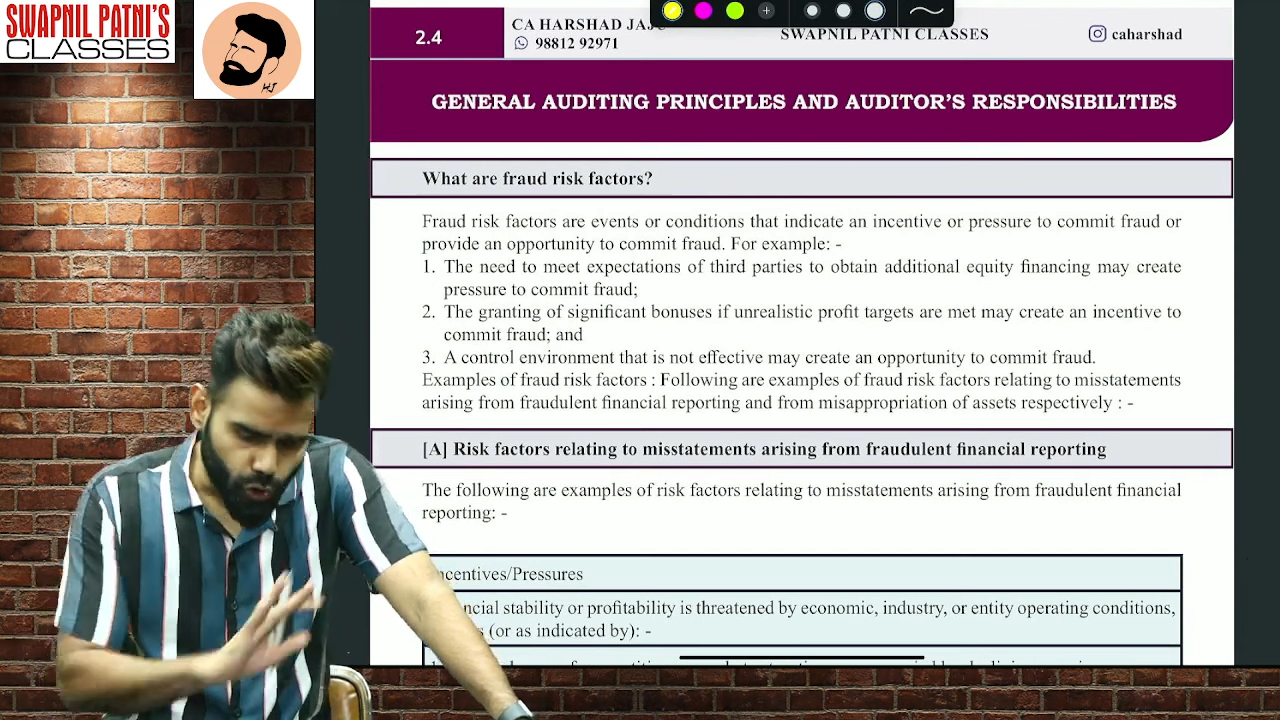 SWAPNIL PATNI'S
CLASSES
HJ
2.4
CA HARSHAD
98812 92971
SWAPNIL PATNI CLASSES
caharshad
GENERAL AUDITING PRINCIPLES AND AUDITOR'S RESPONSIBILITIES
What are fraud risk factors?
Fraud risk factors are events or conditions that indicate an incentive or pressure to commit fraud or
provide an opportunity to commit fraud. For example: -
1. The need to meet expectations of third parties to obtain additional equity financing may create
pressure to commit fraud;
2. The granting of significant bonuses if unrealistic profit targets are met may create an incentive to
commit fraud; and
3. A control environment that is not effective may create an opportunity to commit fraud.
Examples of fraud risk factors : Following are examples of fraud risk factors relating to misstatements
arising from fraudulent financial reporting and from misappropriation of assets respectively : -
[A] Risk factors relating to misstatements arising from fraudulent financial reporting
The following are examples of risk factors relating to misstatements arising from fraudulent financial
reporting: -
ncentives/Pressures
ncial stability or profitability is threatened by economic, industry, or entity operating conditions,
(or as indicated by): -